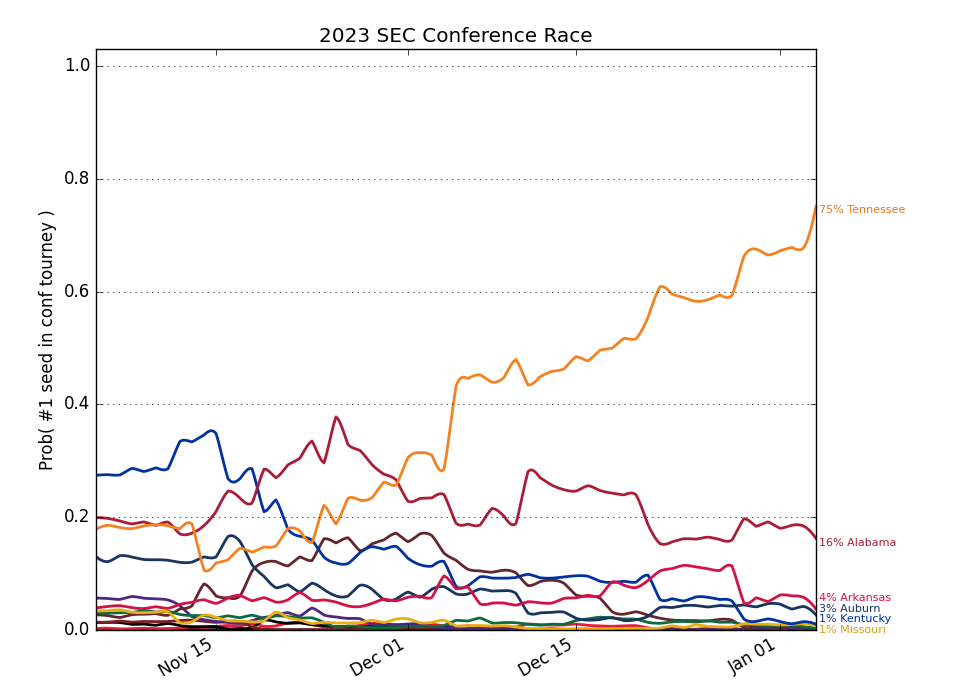 2023 SEC Conference Race
Prob( #1 seed in conf tourney )
1.0
0.8
0.6
0.4
0.2
0.0
75% Tennessee
16% Alabama
4% Arkansas
3% Auburn
1% Kentucky
1% Missouri
Nov 15
Dec 01
Dec 15
Jan 01